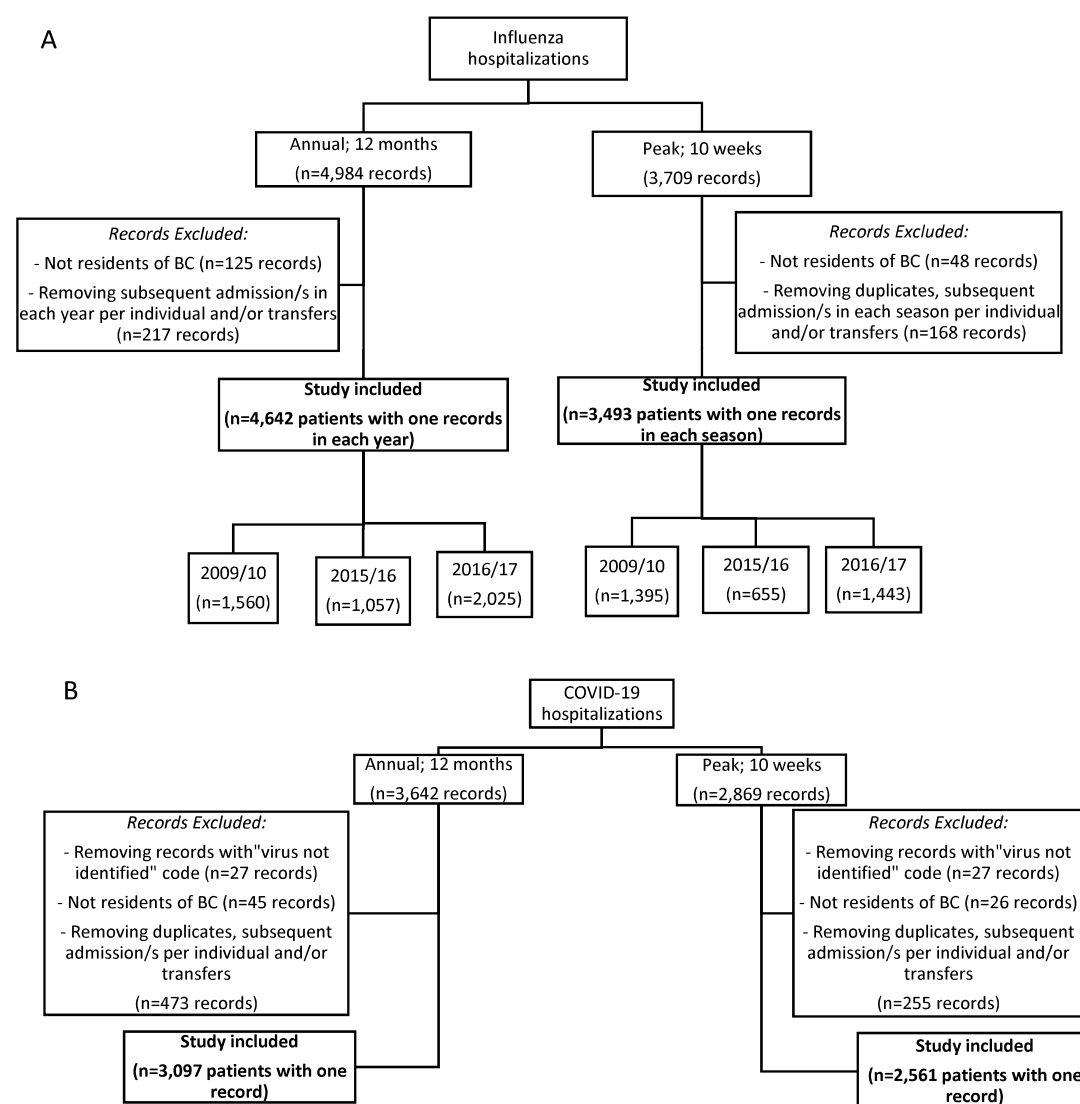 A
Influenza
hospitalizations
Annual; 12 months
(n=4,984 records)
Peak; 10 weeks
(3,709 records)
Records Excluded:
- Not residents of BC (n=125 records)
- Removing subsequent admission/s in
each year per individual and/or transfers
(n=217 records)
Records Excluded:
- Not residents of BC (n=48 records)
- Removing duplicates, subsequent
admission/s in each season per individual
and/or transfers (n=168 records)
Study included
(n=4,642 patients with one records
in each year)
Study included
(n=3,493 patients with one records
in each season)
2009/10
(n=1,560)
2015/16
(n=1,057)
2016/17
(n=2,025)
2009/10
(n=1,395)
2015/16
(n=655)
2016/17
(n=1,443)
B
COVID-19
hospitalizations
Annual; 12 months
(n=3,642 records)
Peak; 10 weeks
(n=2,869 records)
Records Excluded:
- Removing records with"virus not
identified" code (n=27 records)
- Not residents of BC (n=45 records)
- Removing duplicates, subsequent
admission/s per individual and/or
transfers
(n=473 records)
Records Excluded:
- Removing records with"virus not
identified" code (n=27 records)
- Not residents of BC (n=26 records)
- Removing duplicates, subsequent
admission/s per individual and/or
transfers
(n=255 records)
Study included
(n=3,097 patients with one
record)
Study included
(n=2,561 patients with one
record)